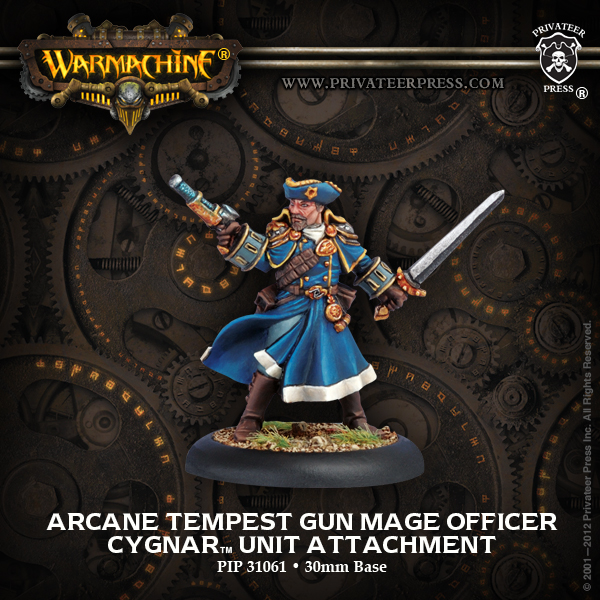 WARMACHINE®
PRIVATEER
PRESS®
WWW.PRIVATEERPRESS.COM
ARCANE TEMPEST GUN MAGE OFFICER
CYGNAR™ UNIT ATTACHMENT
PIP 31061 • 30mm Base
© 2001–2012 Privateer Press Inc. All Rights Reserved.